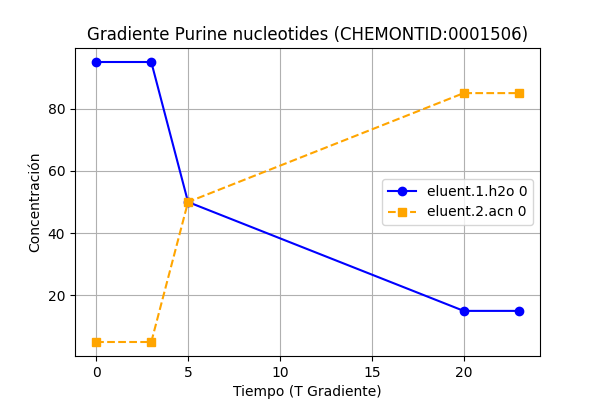 Gradiente Purine nucleotides (CHEMONTID:0001506)
Concentración
80
60
40
20
eluent.1.h2o 0
eluent.2.acn 0
0 5 10 15 20
Tiempo (T Gradiente)